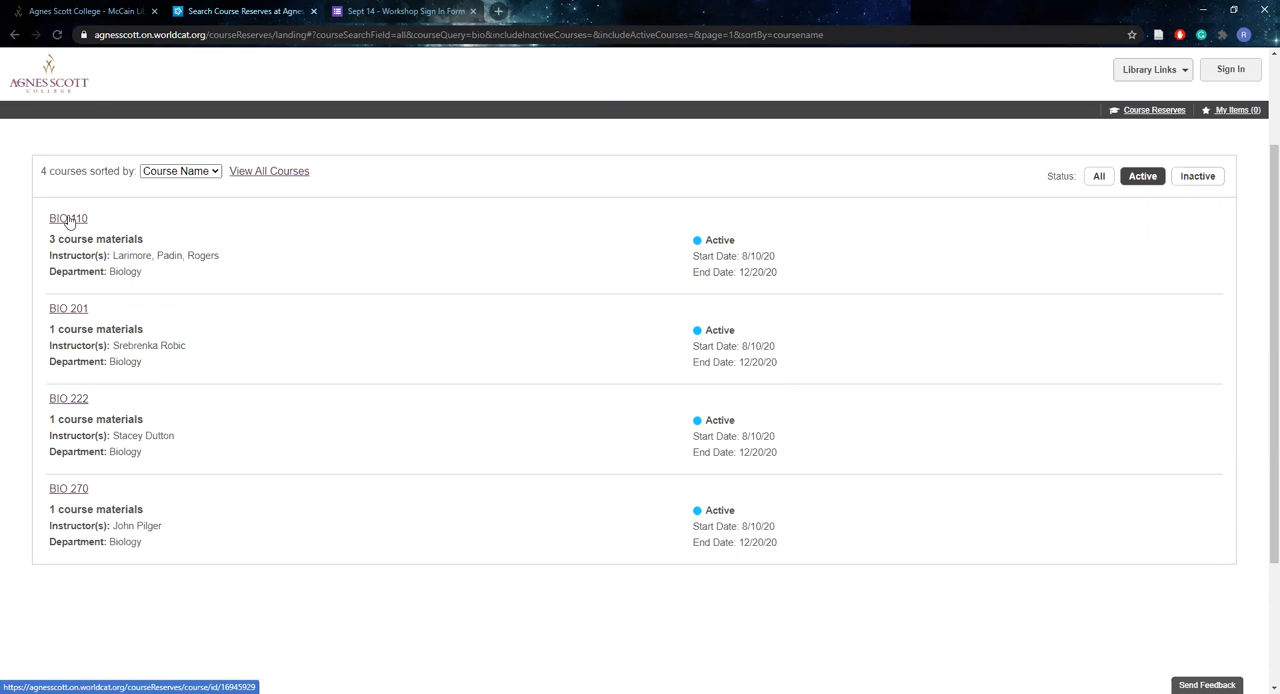 Agnes Scott College - McCain Li
Search Course Reserves at Agnes
Sept 14 - Workshop Sign In Form
agnesscott.on.worldcat.org/courseReserves/landing#?courseSearchField=all&courseQuery=bio&includeInactiveCourses=&includeActiveCourses=&page=1&sortBy=coursename
R
AGNES SCOTT
COLLEGE
Library Links
Sign In
Course Reserves
My Items (0)
4 courses sorted by: Course Name View All Courses
Status: All Active Inactive
BIO 110
3 course materials
Instructor(s): Larimore, Padin, Rogers
Department: Biology
Active
Start Date: 8/10/20
End Date: 12/20/20
BIO 201
1 course materials
Instructor(s): Srebrenka Robic
Department: Biology
Active
Start Date: 8/10/20
End Date: 12/20/20
BIO 222
1 course materials
Instructor(s): Stacey Dutton
Department: Biology
Active
Start Date: 8/10/20
End Date: 12/20/20
BIO 270
1 course materials
Instructor(s): John Pilger
Department: Biology
Active
Start Date: 8/10/20
End Date: 12/20/20
https://agnesscott.on.worldcat.org/courseReserves/course/id/16945929
Send Feedback